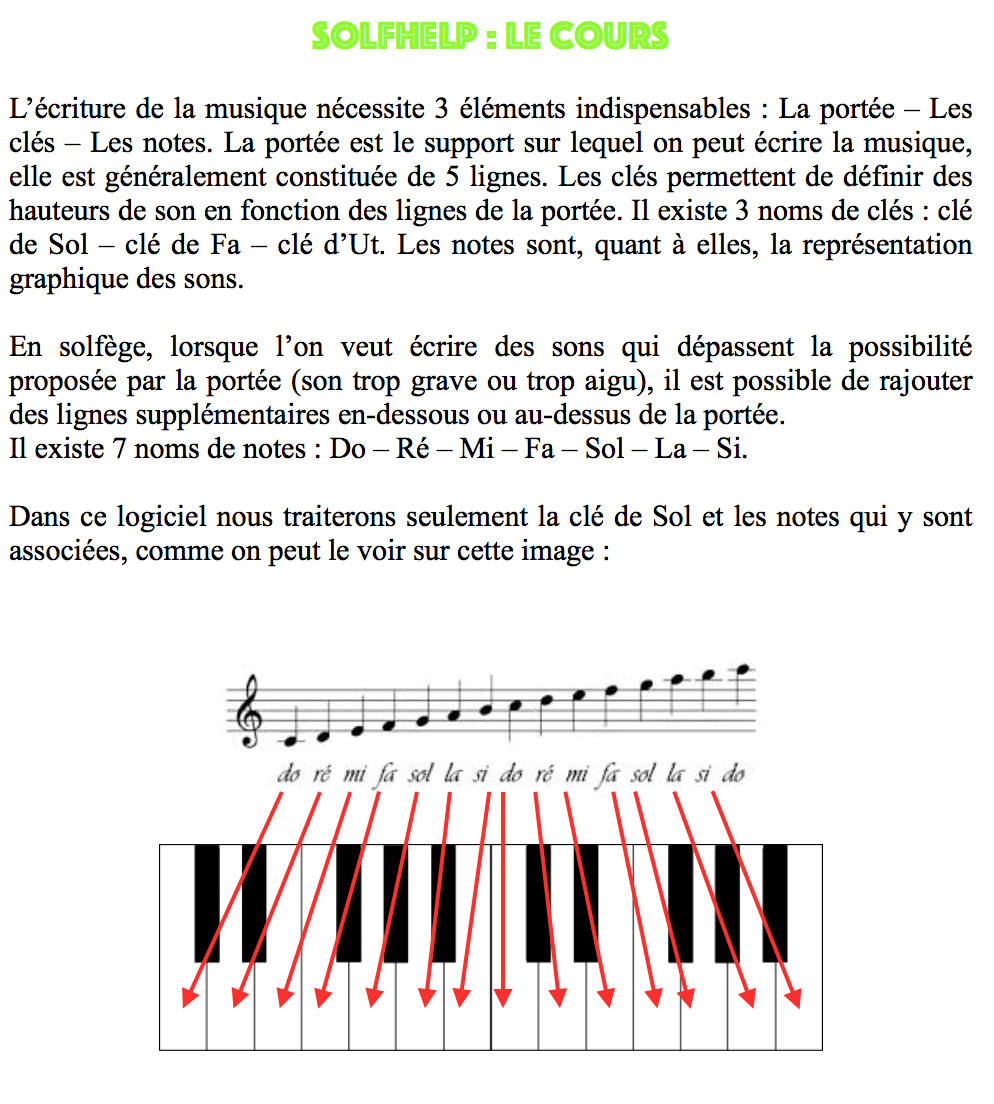 SOLFHELP : LE COURS
L’écriture de la musique nécessite 3 éléments indispensables : La portée – Les
clés – Les notes. La portée est le support sur lequel on peut écrire la musique,
elle est généralement constituée de 5 lignes. Les clés permettent de définir des
hauteurs de son en fonction des lignes de la portée. Il existe 3 noms de clés : clé
de Sol – clé de Fa – clé d’Ut. Les notes sont, quant à elles, la représentation
graphique des sons.
En solfège, lorsque l’on veut écrire des sons qui dépassent la possibilité
proposée par la portée (son trop grave ou trop aigu), il est possible de rajouter
des lignes supplémentaires en-dessous ou au-dessus de la portée.
Il existe 7 noms de notes : Do – Ré – Mi – Fa – Sol – La – Si.
Dans ce logiciel nous traiterons seulement la clé de Sol et les notes qui y sont
associées, comme on peut le voir sur cette image :
do ré mi fa sol la si do ré mi fa sol la si do